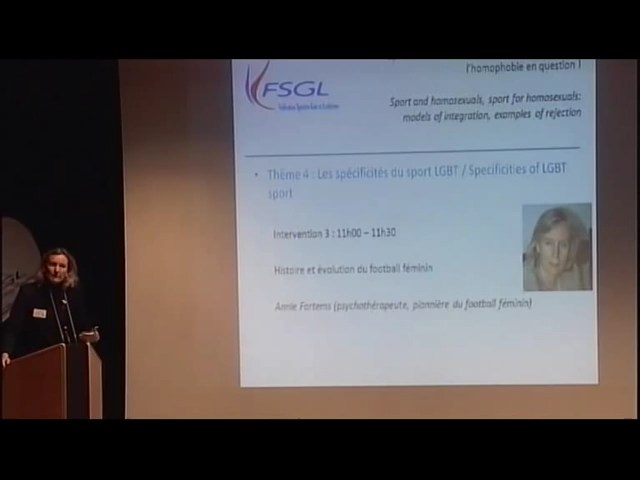 l'homophobie en question !
FSGL
Sport and homosexuals, sport for homosexuals:
models of integration, examples of rejection
• Thème 4 : Les spécificités du sport LGBT / Specificities of LGBT
sport
Intervention 3 : 11h00 – 11h30
Histoire et évolution du football féminin
Annie Fortems (psychothérapeute, pionnière du football féminin)